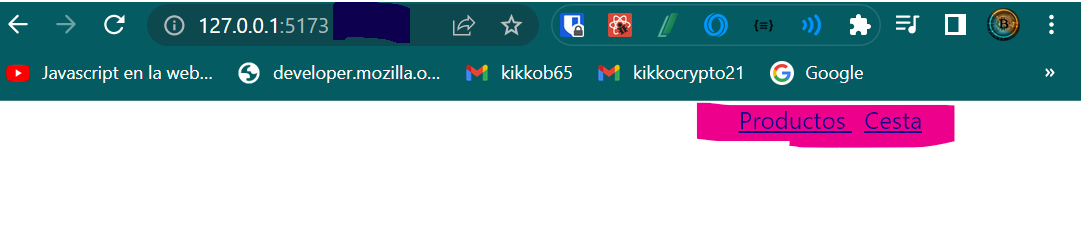 127.0.0.1:5173
Javascript en la web... developer.mozilla.o... kikkob65 kikkocrypto21 Google »
Productos Cesta